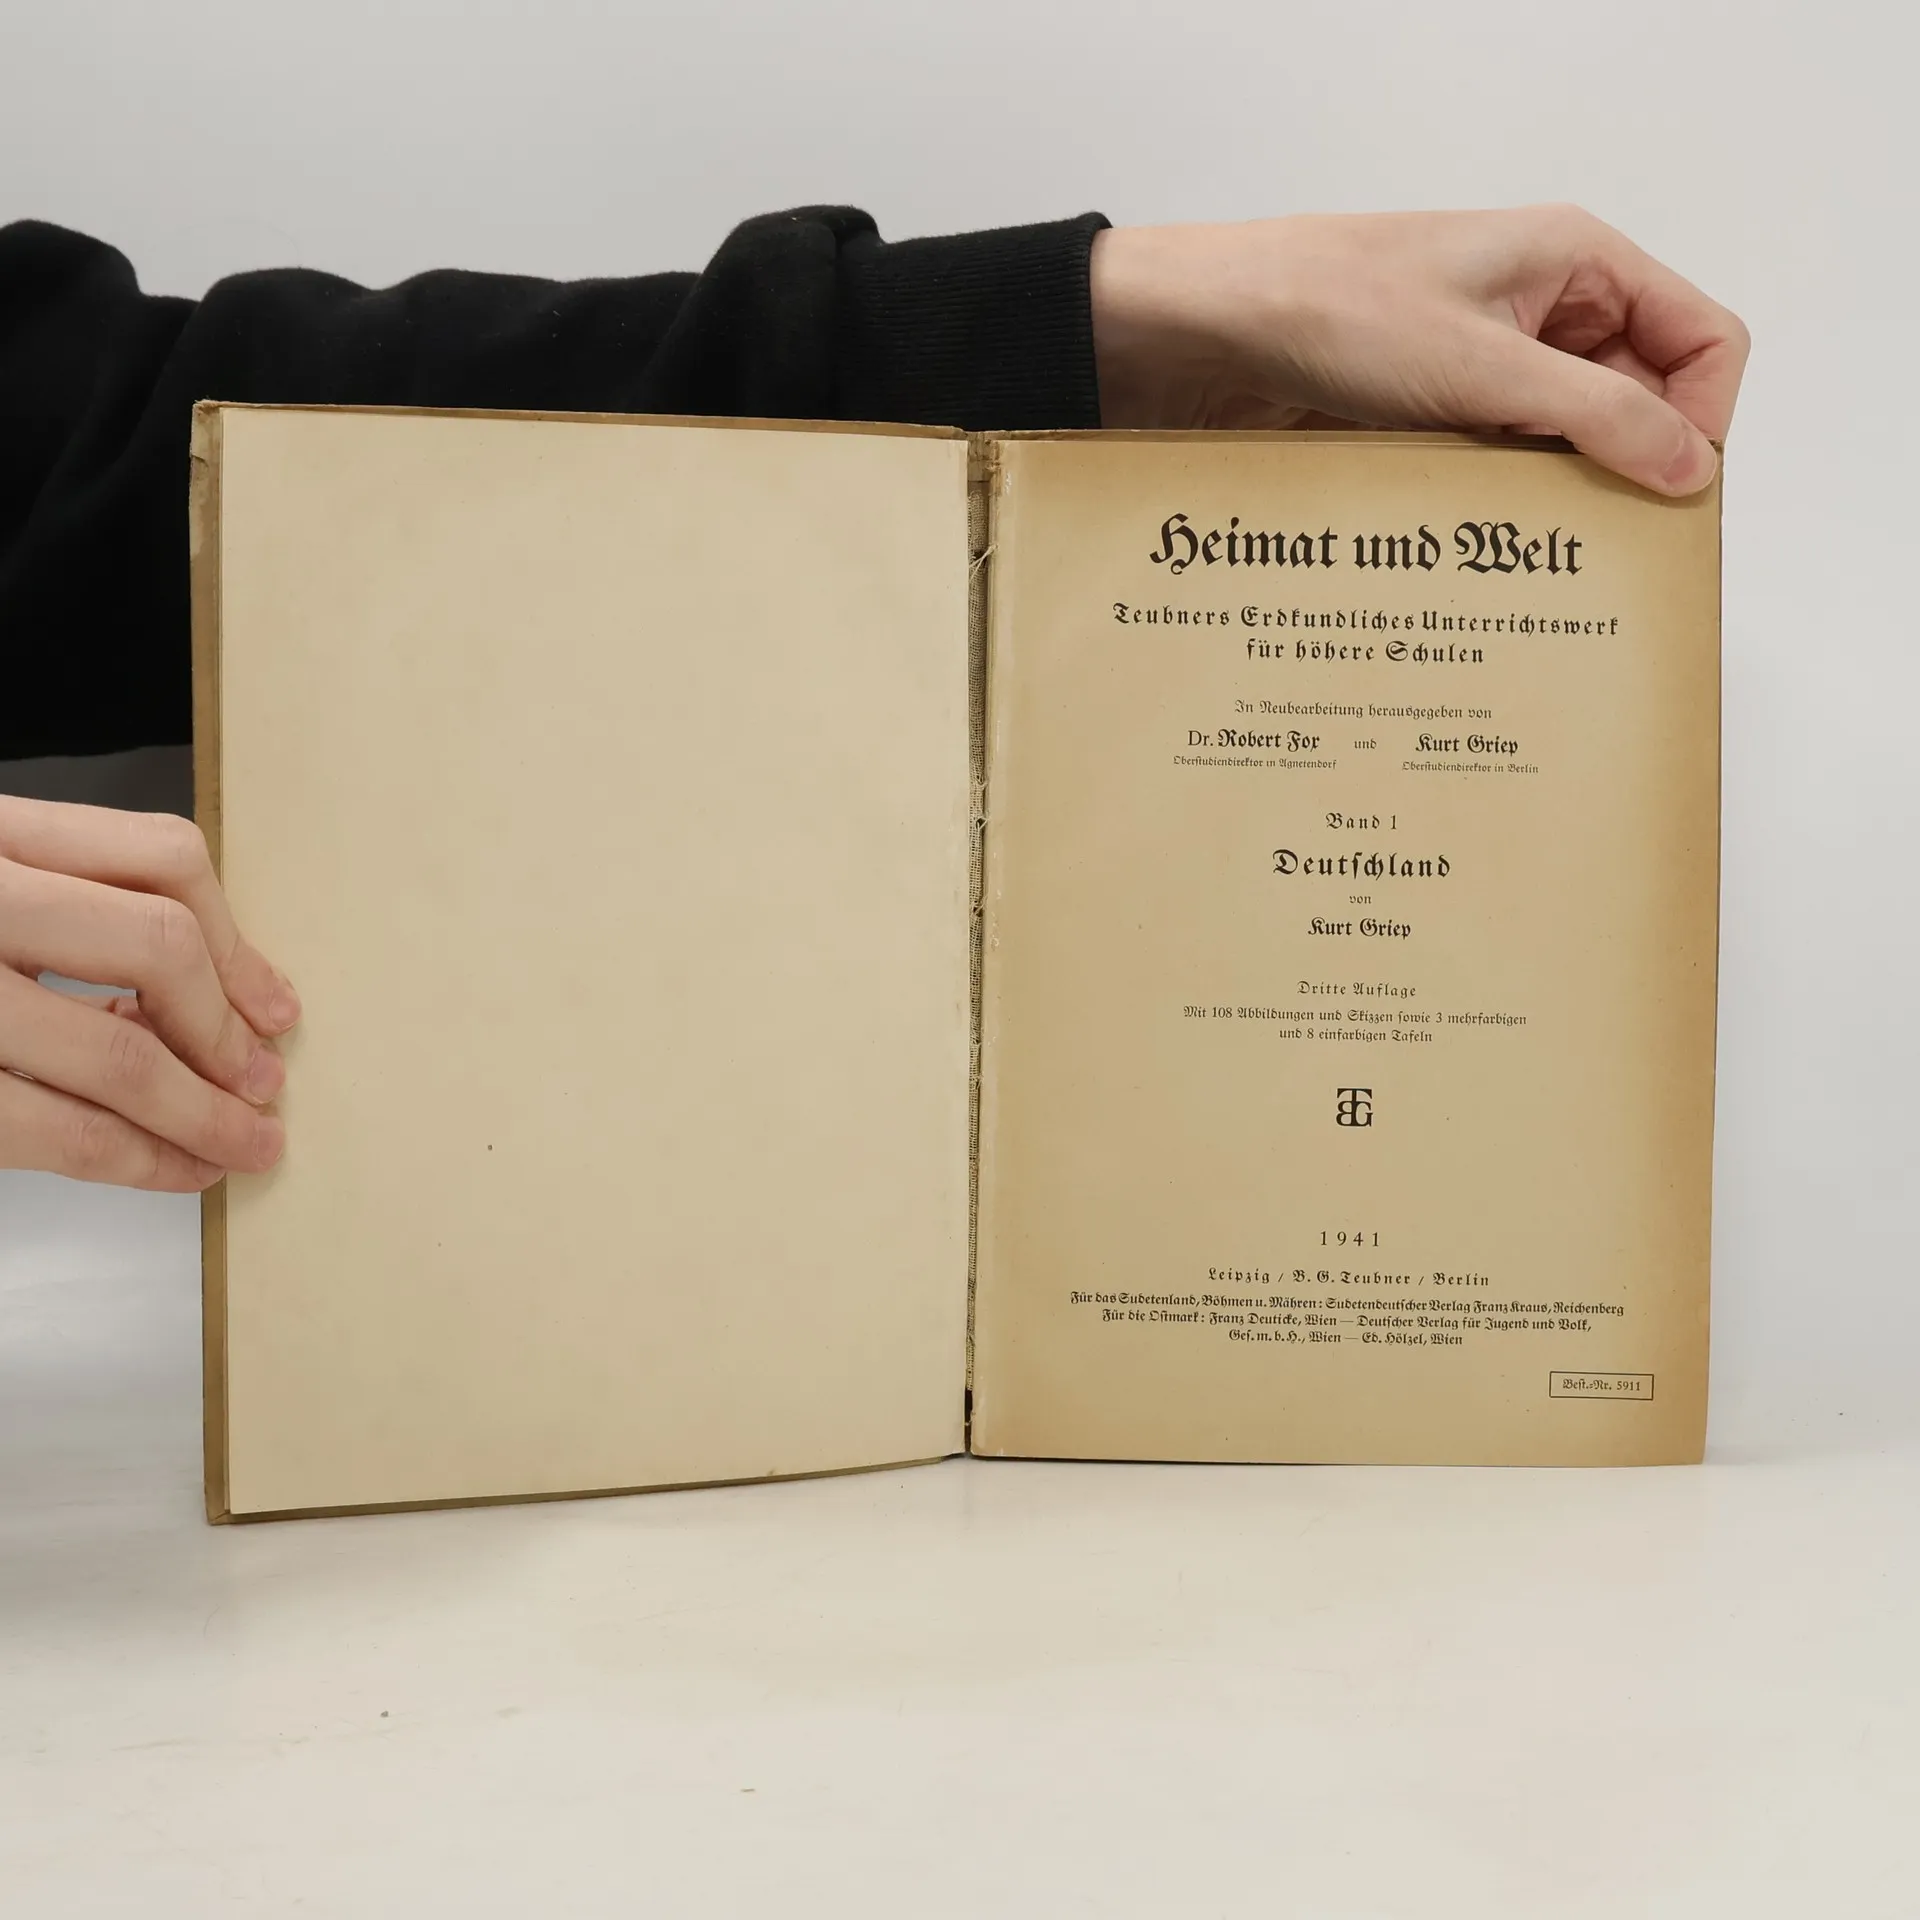 Heimat und Welt
Teubners Erdkundliches Unterrichtswerk
für höhere Schulen
In Neubearbeitung herausgegeben von
Dr. Robert Fox und Kurt Griep
Oberstudiendirektor in Agnetendorf Oberstudiendirektor in Berlin
Band 1
Deutſchland
von
Kurt Griep
Dritte Auflage
Mit 108 Abbildungen und Skizzen ſowie 3 mehrfarbigen
und 8 einfarbigen Tafeln
BTG
1941
Leipzig / B. G. Teubner / Berlin
Für das Sudetenland, Böhmen u. Mähren: Sudetendeutſcher Verlag Franz Kraus, Reichenberg
Für die Oſtmark: Franz Deuticke, Wien — Deutſcher Verlag für Jugend und Volk,
Geſ. m. b. H., Wien — Ed. Hölzel, Wien
Beſt.-Nr. 5911